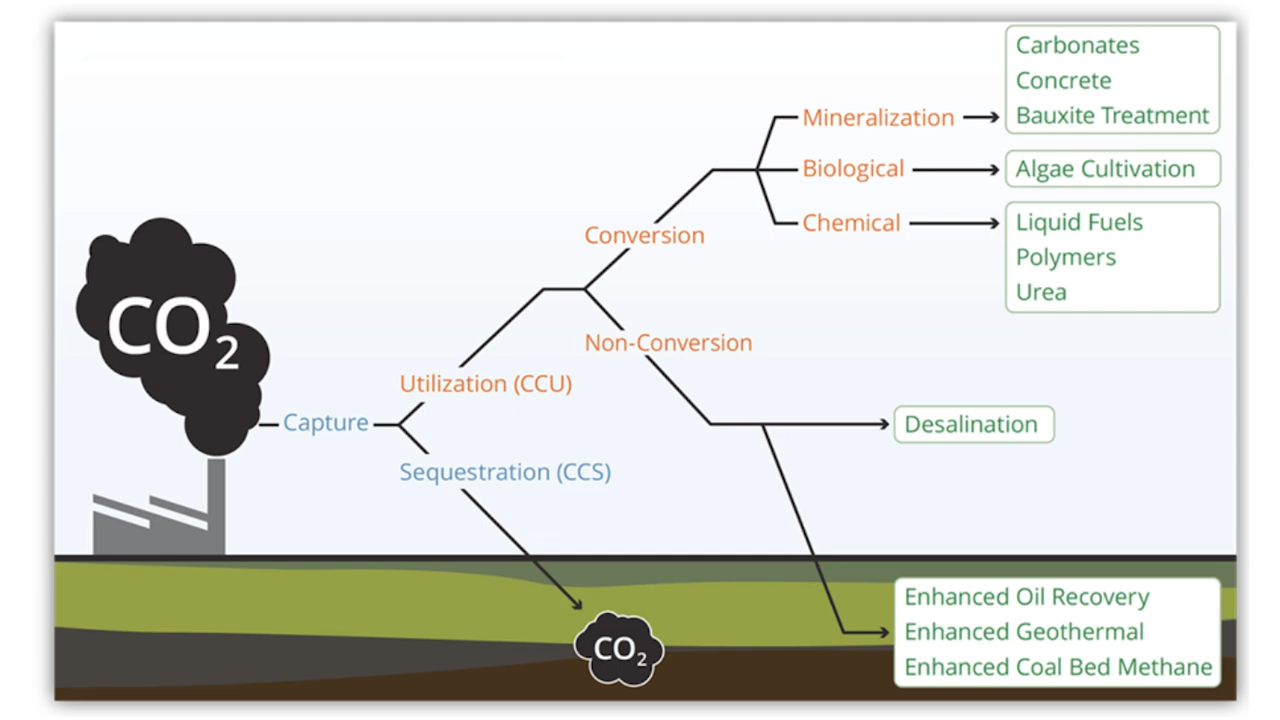 Carbonates
Concrete
Bauxite Treatment
Mineralization
Biological
Algae Cultivation
Chemical
Liquid Fuels
Polymers
Urea
Conversion
CO₂
Non-Conversion
Utilization (CCU)
Capture
Desalination
Sequestration (CCS)
CO₂
Enhanced Oil Recovery
Enhanced Geothermal
Enhanced Coal Bed Methane